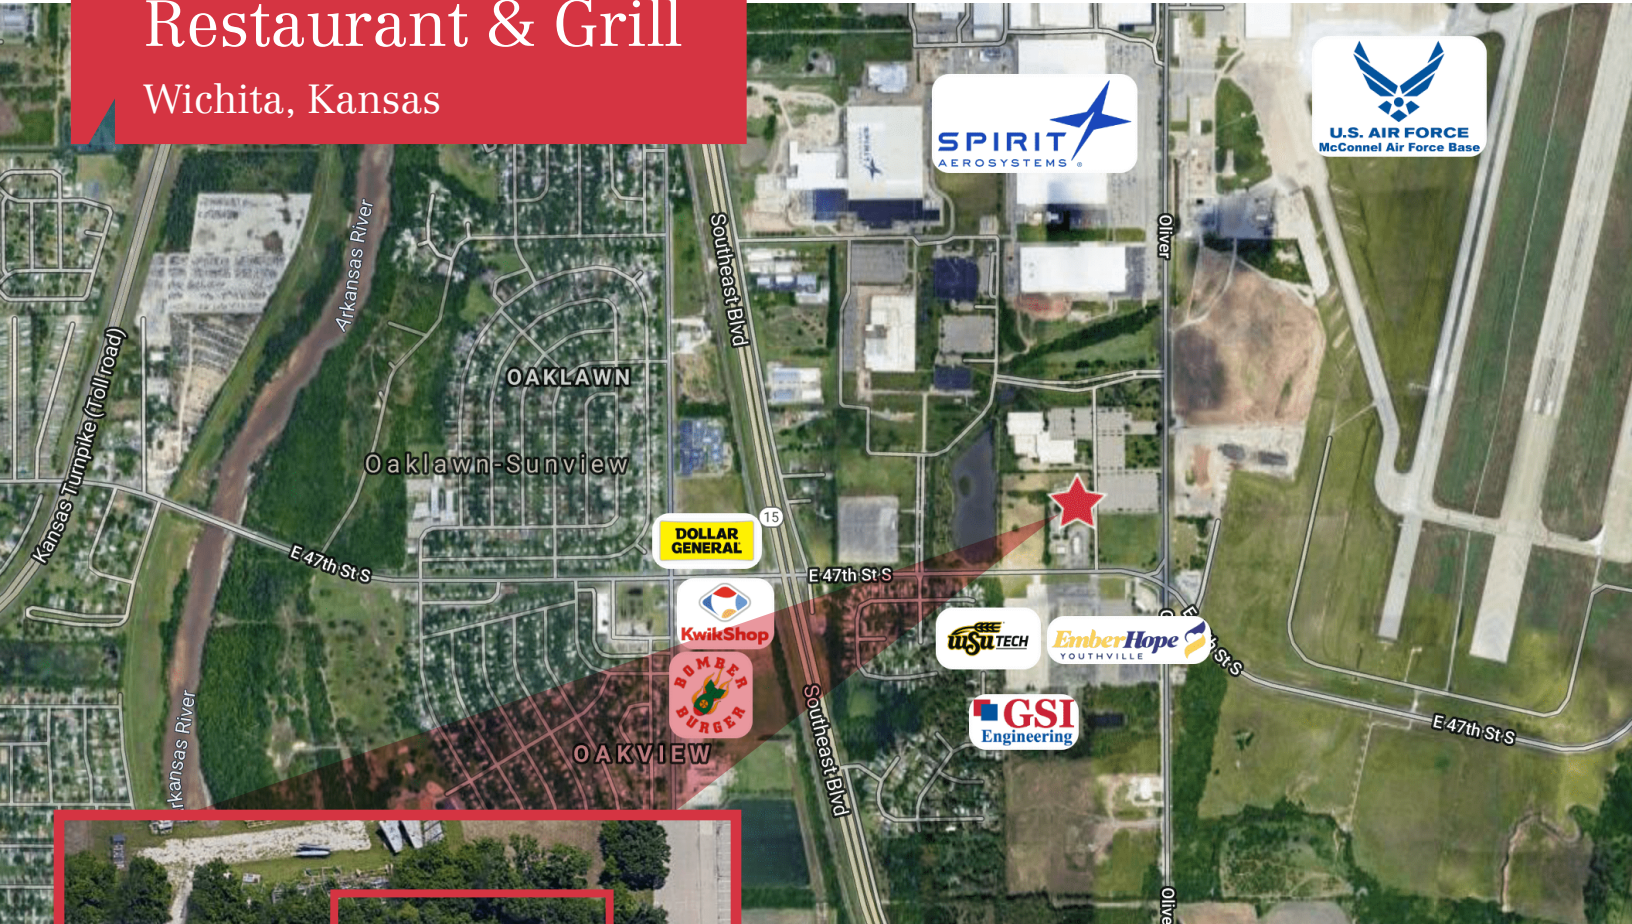 Restaurant & Grill
Wichita, Kansas
SPIRIT
AEROSYSTEMS
®
SPIRIT
U.S. AIR FORCE
McConnel Air Force Base
Arkansas River
Southeast Blvd
Oliver
Kansas Turnpike (Toll road)
OAKLAWN
Oaklawn-Sunview
15
DOLLAR
GENERAL
E 47th St S
E 47th St S
KwikShop
BOMBER
BURGER
WSU TECH
EmberHope
YOUTHVILLE
St S
GSI
Engineering
E 47th St S
OAKVIEW
Southeast Blvd
Arkansas River
Oliver